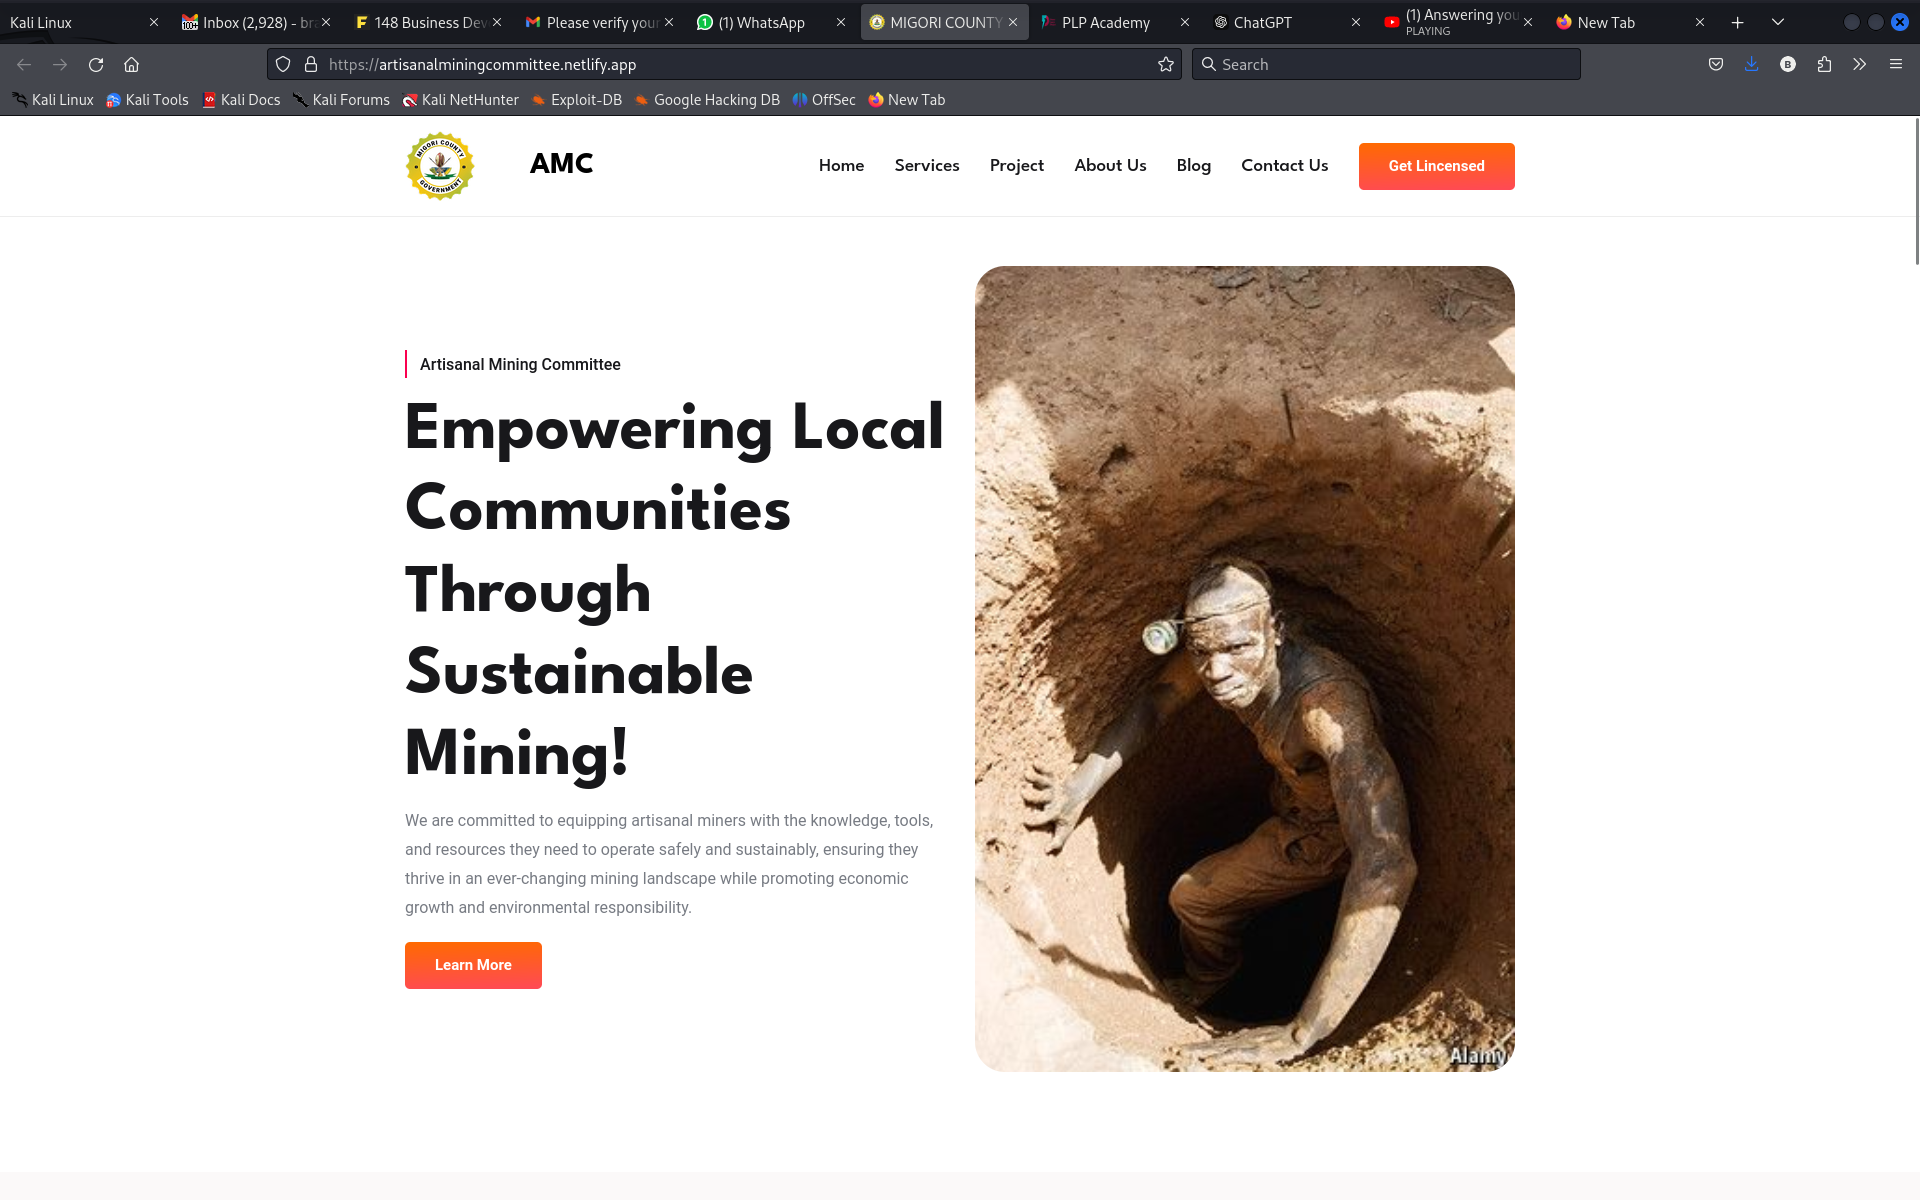 Kali Linux
Inbox (2,928) - br
148 Business Dev
Please verify your
(1) WhatsApp
MIGORI COUNTY
PLP Academy
ChatGPT
(1) Answering you
PLAYING
New Tab
https://artisanalminingcommittee.netlify.app
Search
Kali Linux
Kali Tools
Kali Docs
Kali Forums
Kali NetHunter
Exploit-DB
Google Hacking DB
OffSec
New Tab
MIGORI COUNTY
GOVERNMENT
AMC
Home
Services
Project
About Us
Blog
Contact Us
Get Lincensed
Artisanal Mining Committee
Empowering Local
Communities
Through
Sustainable
Mining!
We are committed to equipping artisanal miners with the knowledge, tools,
and resources they need to operate safely and sustainably, ensuring they
thrive in an ever-changing mining landscape while promoting economic
growth and environmental responsibility.
Learn More
Alamy